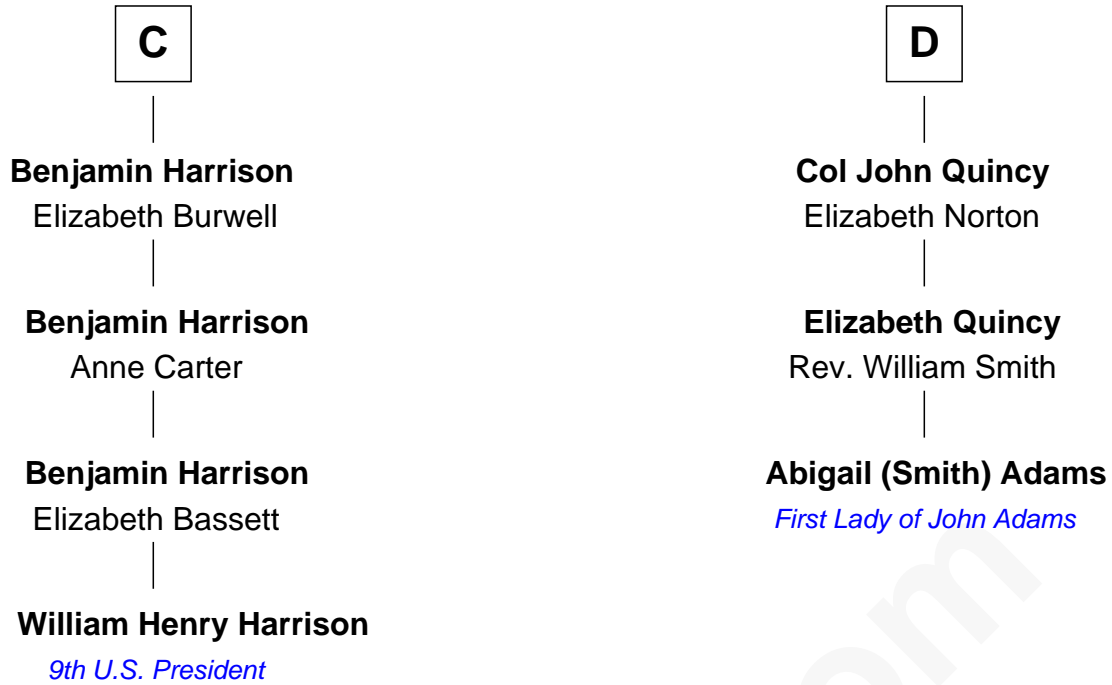 C
Benjamin Harrison
Elizabeth Burwell
Benjamin Harrison
Anne Carter
Benjamin Harrison
Elizabeth Bassett
William Henry Harrison
9th U.S. President
D
Col John Quincy
Elizabeth Norton
Elizabeth Quincy
Rev. William Smith
Abigail (Smith) Adams
First Lady of John Adams
om